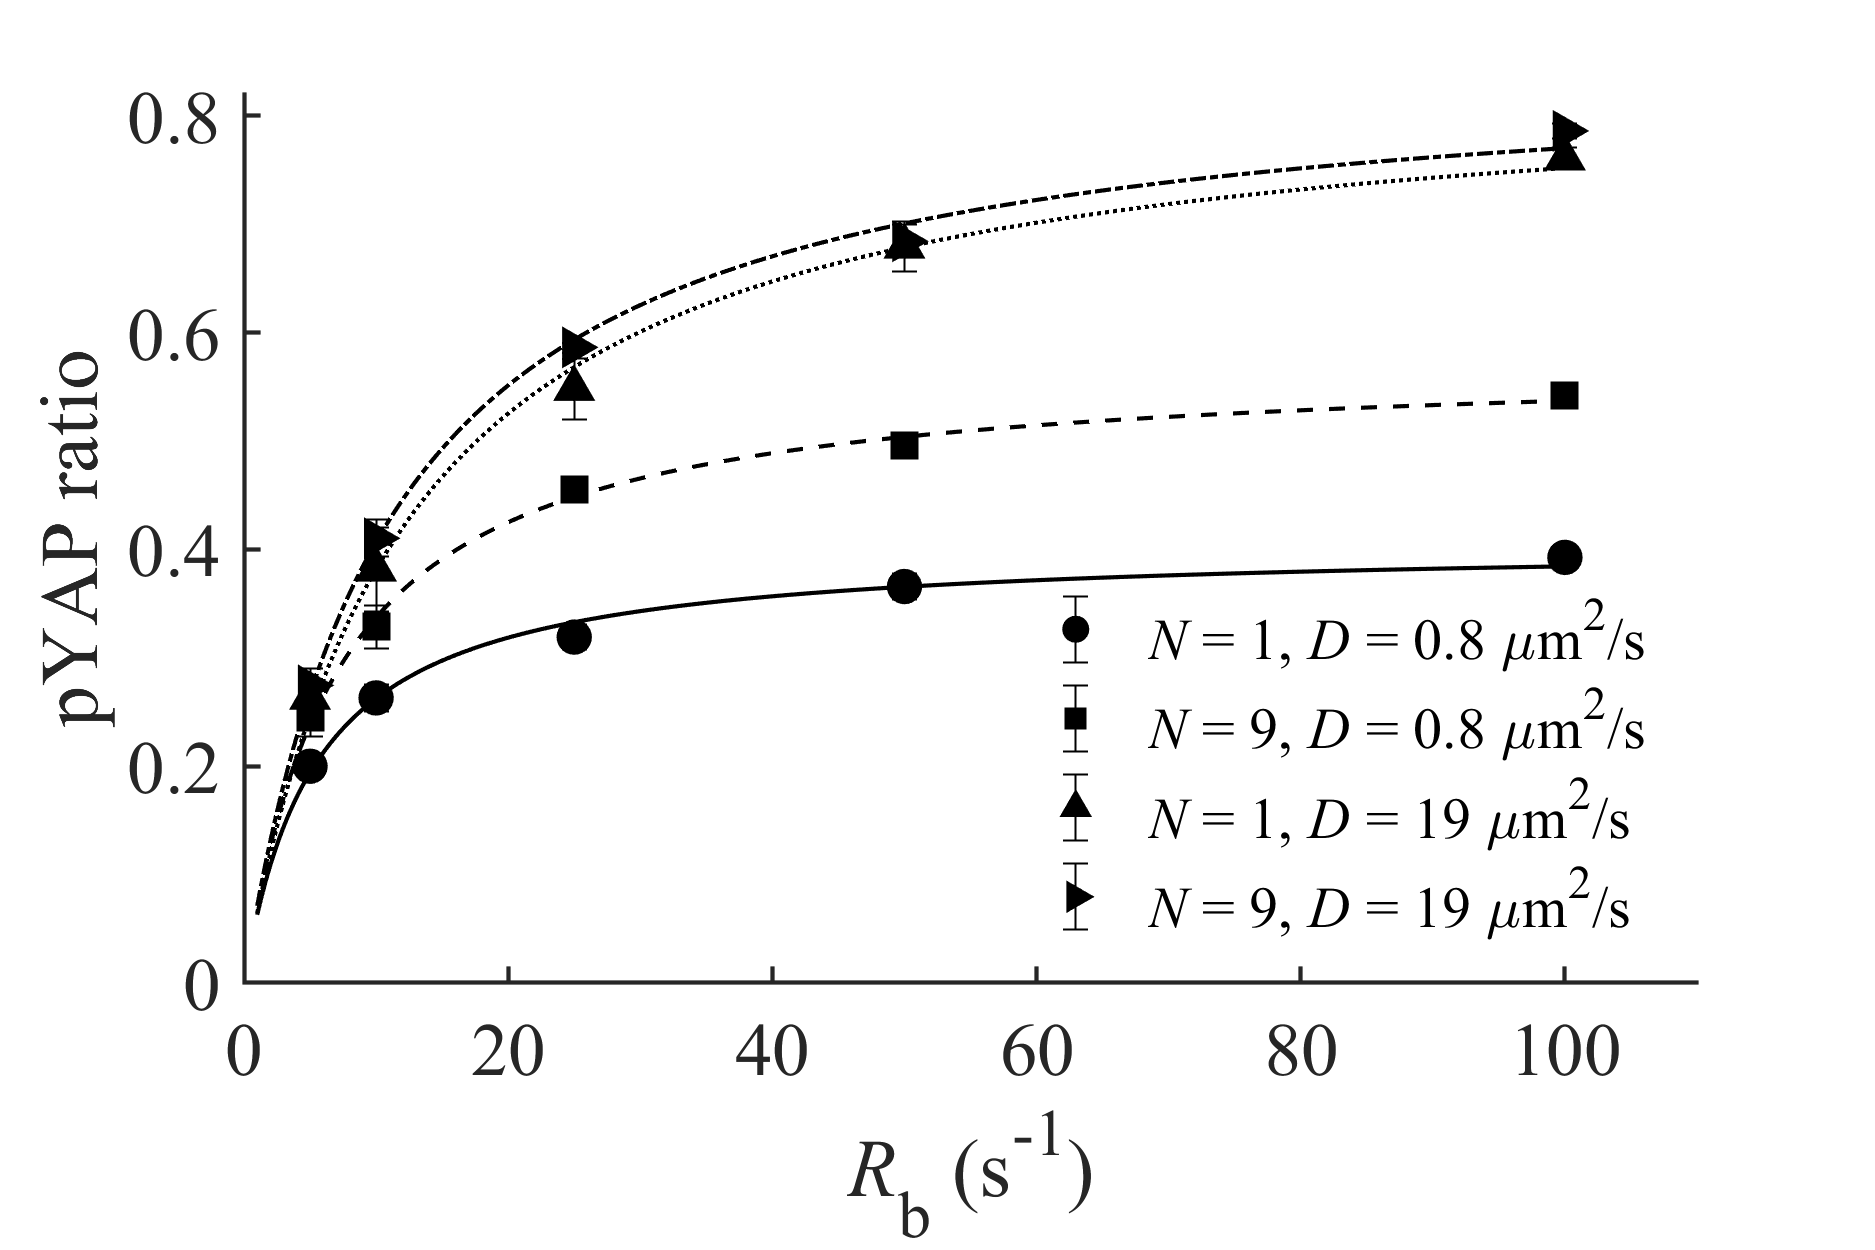 0.8
0.6
0.4
0.2
0
pYAP ratio
N = 1, D = 0.8 μm²/s
N = 9, D = 0.8 μm²/s
N = 1, D = 19 μm²/s
N = 9, D = 19 μm²/s
0 20 40 60 80 100
R_b (s⁻¹)